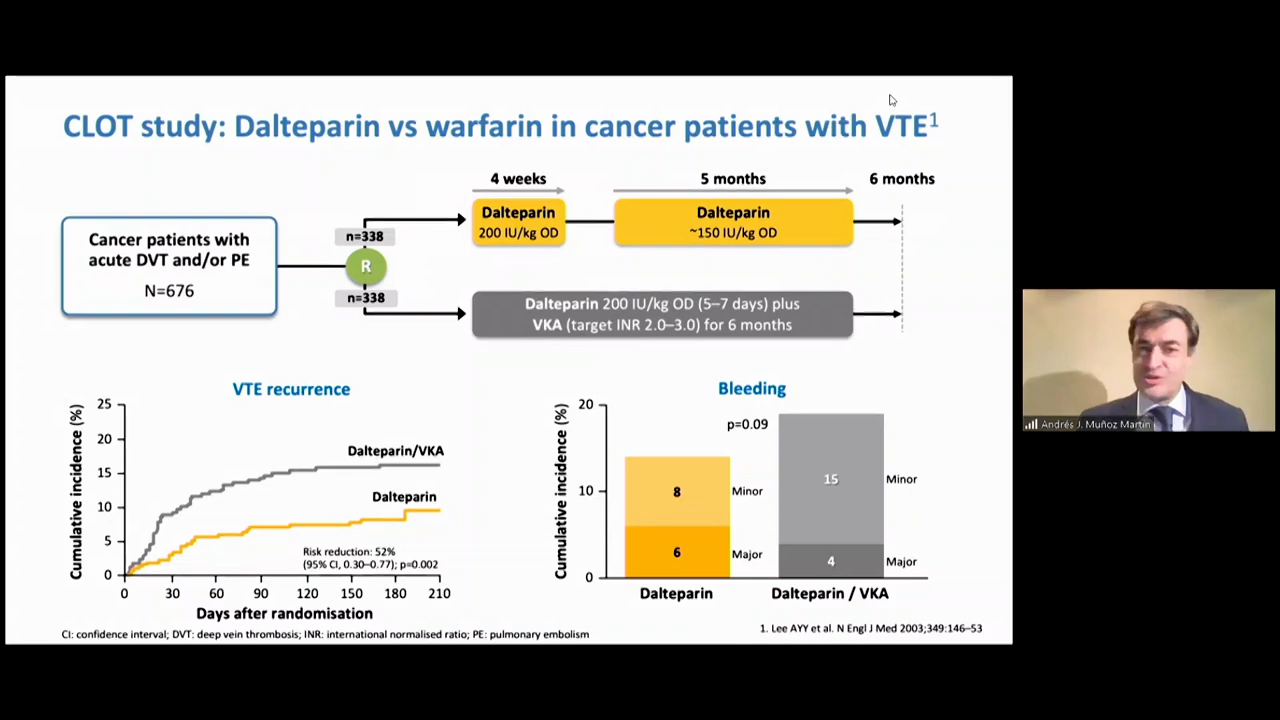 CLOT study: Dalteparin vs warfarin in cancer patients with VTE1
4 weeks
5 months
6 months
Cancer patients with
acute DVT and/or PE
N=676
n=338
R
n=338
Dalteparin
200 IU/kg OD
Dalteparin
~150 IU/kg OD
Dalteparin 200 IU/kg OD (5–7 days) plus
VKA (target INR 2.0–3.0) for 6 months
VTE recurrence
Cumulative incidence (%)
25
20
15
10
5
0
Dalteparin/VKA
Dalteparin
Risk reduction: 52%
(95% CI, 0.30–0.77); p=0.002
0 30 60 90 120 150 180 210
Days after randomisation
Bleeding
Cumulative incidence (%)
20
10
0
p=0.09
8
Minor
6
Major
15
Minor
4
Major
Dalteparin
Dalteparin / VKA
CI: confidence interval; DVT: deep vein thrombosis; INR: international normalised ratio; PE: pulmonary embolism
1. Lee AYY et al. N Engl J Med 2003;349:146–53
Andrés J. Muñoz Martín